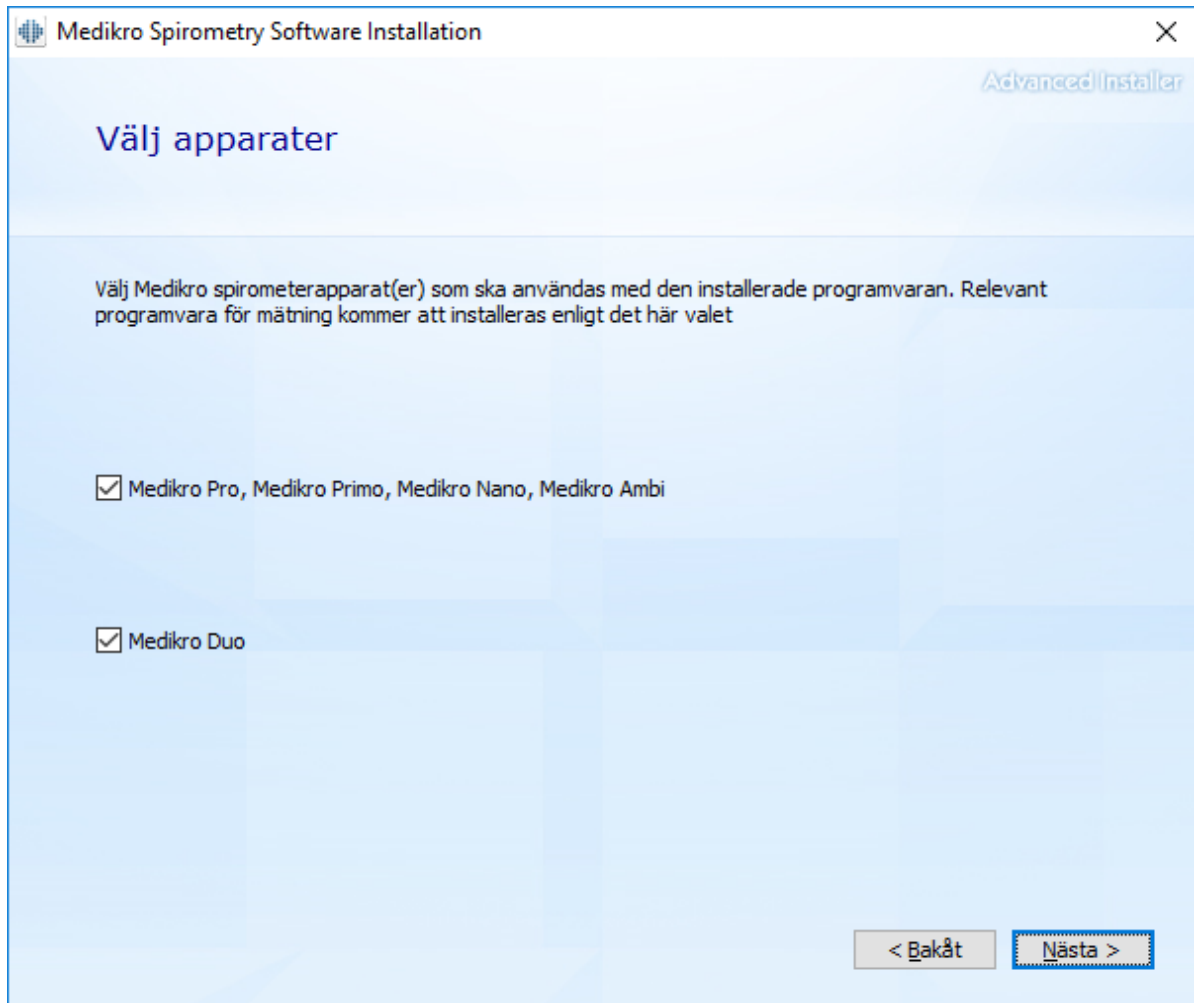 Medikro Spirometry Software Installation
Advanced Installer
Välj apparater
Välj Medikro spirometerapparat(er) som ska användas med den installerade programvaran. Relevant
programvara för mätning kommer att installeras enligt det här valet
Medikro Pro, Medikro Primo, Medikro Nano, Medikro Ambi
Medikro Duo
< Bakåt Nästa >